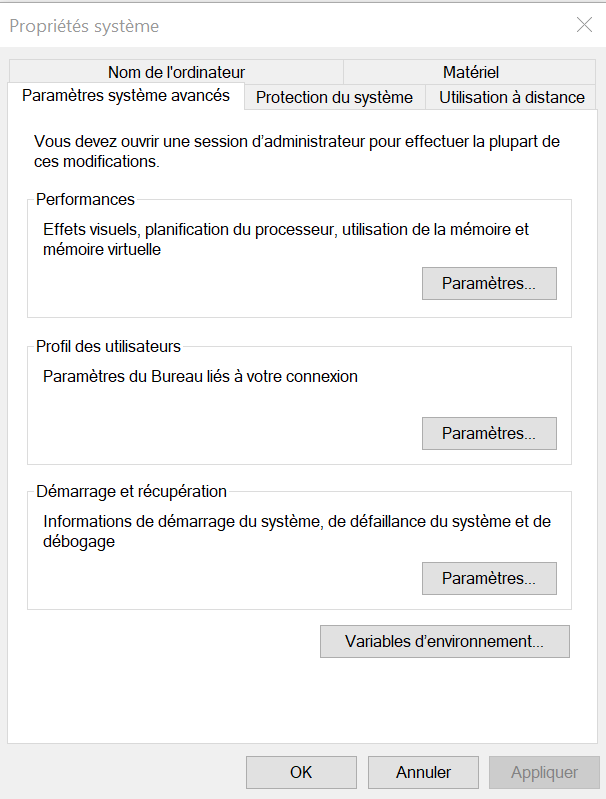 Propriétés système
Nom de l'ordinateur
Matériel
Paramètres système avancés
Protection du système
Utilisation à distance
Vous devez ouvrir une session d’administrateur pour effectuer la plupart de
ces modifications.
Performances
Effets visuels, planification du processeur, utilisation de la mémoire et
mémoire virtuelle
Paramètres...
Profil des utilisateurs
Paramètres du Bureau liés à votre connexion
Paramètres...
Démarrage et récupération
Informations de démarrage du système, de défaillance du système et de
débogage
Paramètres...
Variables d’environnement...
OK
Annuler
Appliquer